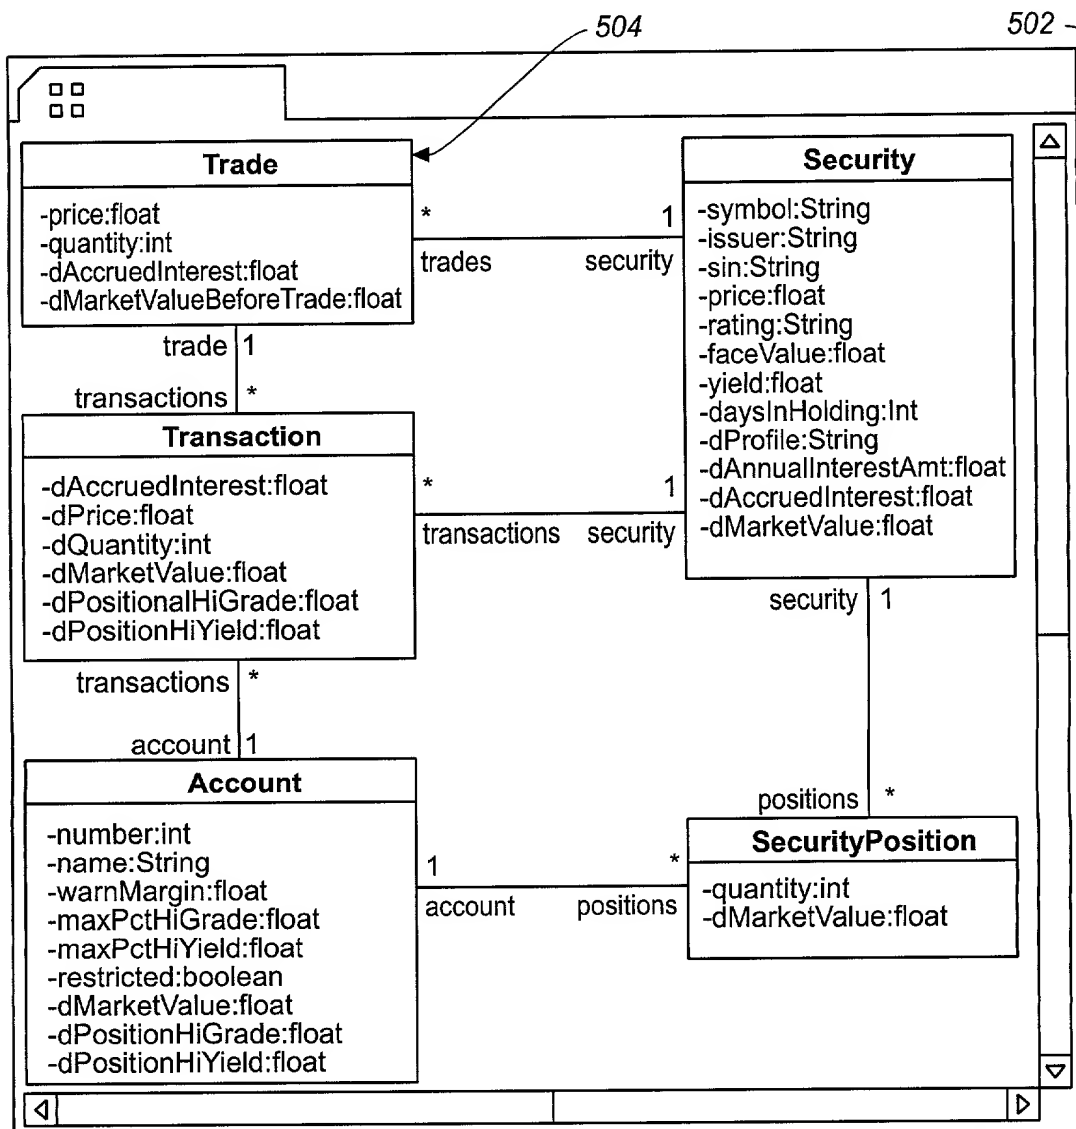 504
502
Trade
-price:float
-quantity:int
-dAccruedInterest:float
-dMarketValueBeforeTrade:float
* 1
trades security
Security
-symbol:String
-issuer:String
-sin:String
-price:float
-rating:String
-faceValue:float
-yield:float
-daysInHolding:Int
-dProfile:String
-dAnnualInterestAmt:float
-dAccruedInterest:float
-dMarketValue:float
trade 1
transactions *
Transaction
-dAccruedInterest:float
-dPrice:float
-dQuantity:int
-dMarketValue:float
-dPositionalHiGrade:float
-dPositionHiYield:float
* 1
transactions security
security 1
positions *
transactions *
account 1
Account
-number:int
-name:String
-warnMargin:float
-maxPctHiGrade:float
-maxPctHiYield:float
-restricted:boolean
-dMarketValue:float
-dPositionHiGrade:float
-dPositionHiYield:float
1 *
account positions
SecurityPosition
-quantity:int
-dMarketValue:float